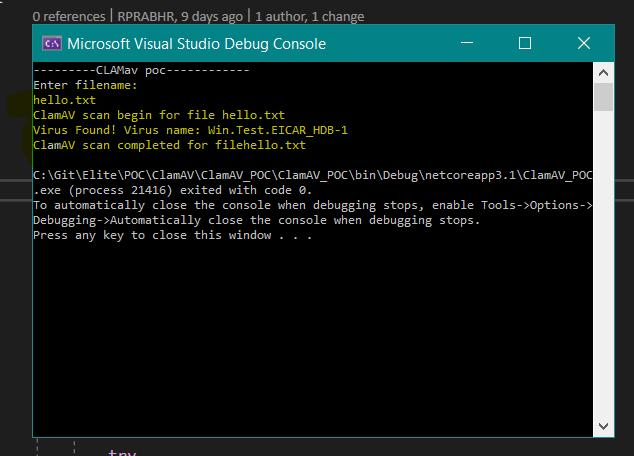 0 references | RPRABHR, 9 days ago | 1 author, 1 change
C:\ Microsoft Visual Studio Debug Console
---------CLAMav poc------------
Enter filename:
hello.txt
ClamAV scan begin for file hello.txt
Virus Found! Virus name: Win.Test.EICAR_HDB-1
ClamAV scan completed for filehello.txt
C:\Git\Elite\POC\ClamAV\ClamAV_POC\ClamAV_POC\bin\Debug\netcoreapp3.1\ClamAV_POC
.exe (process 21416) exited with code 0.
To automatically close the console when debugging stops, enable Tools->Options->
Debugging->Automatically close the console when debugging stops.
Press any key to close this window . . .
try